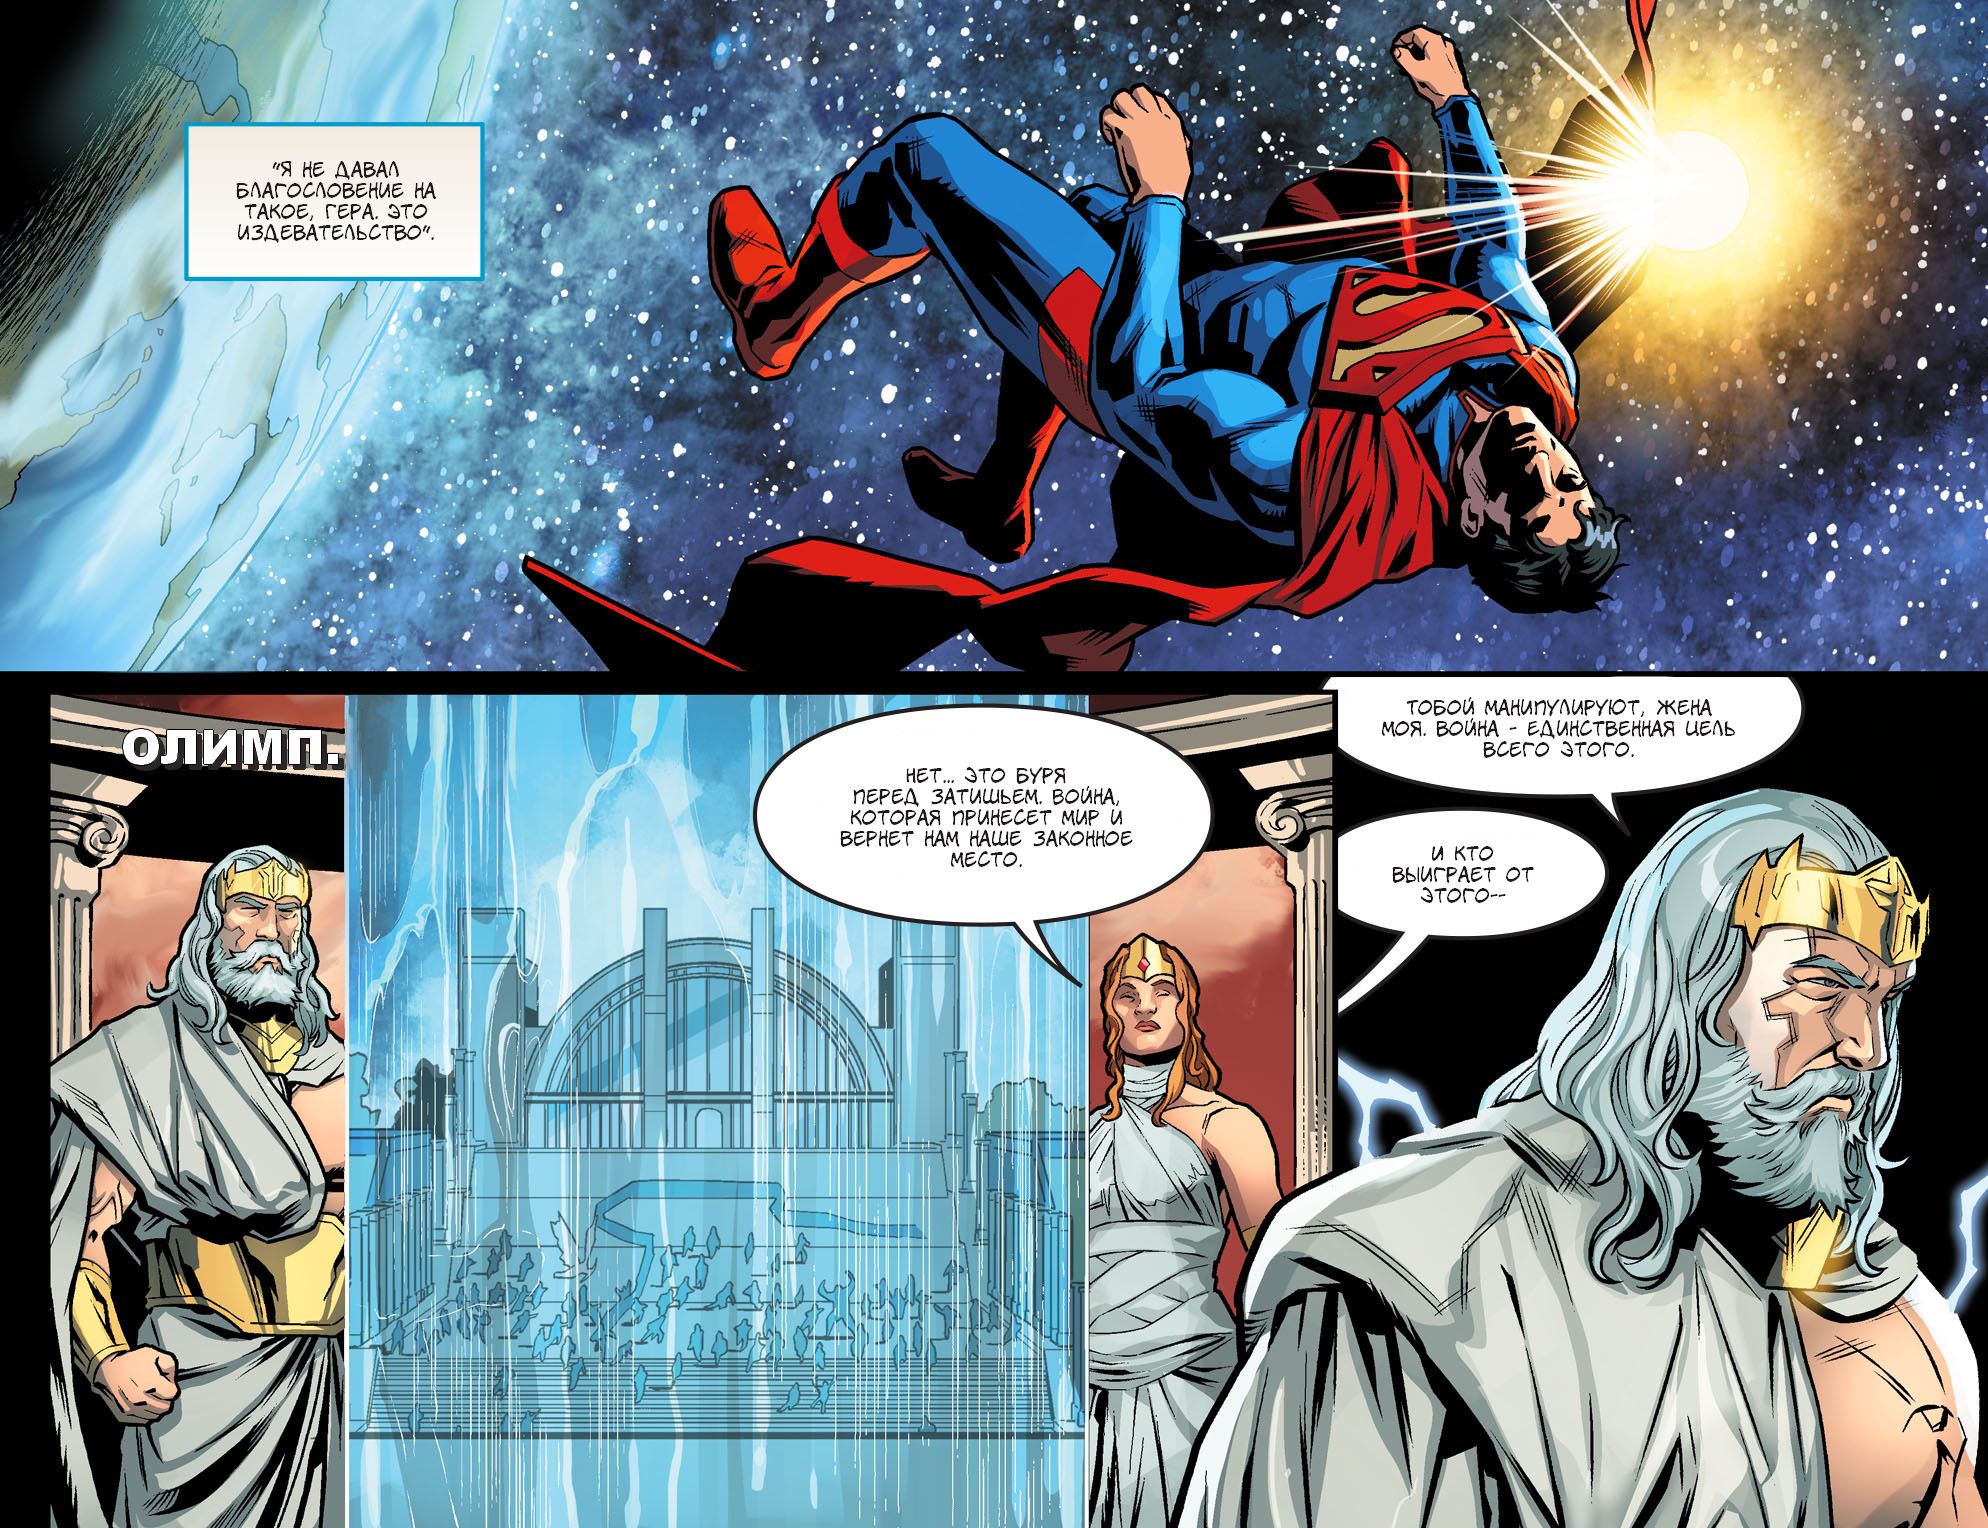 "Я НЕ ДАВАЛ
БЛАГОСЛОВЕНИЕ НА
ТАКОЕ, ГЕРА. ЭТО
ИЗДЕВАТЕЛЬСТВО".
ОЛИМП.
НЕТ... ЭТО БУРЯ
ПЕРЕД ЗАТИШЬЕМ. ВОЙНА,
КОТОРАЯ ПРИНЕСЕТ МИР И
ВЕРНЕТ НАМ НАШЕ ЗАКОННОЕ
МЕСТО.
ТОБОЙ МАНИПУЛИРУЮТ, ЖЕНА
МОЯ. ВОЙНА - ЕДИНСТВЕННАЯ ЦЕЛЬ
ВСЕГО ЭТОГО.
И КТО
ВЫИГРАЕТ ОТ
ЭТОГО--